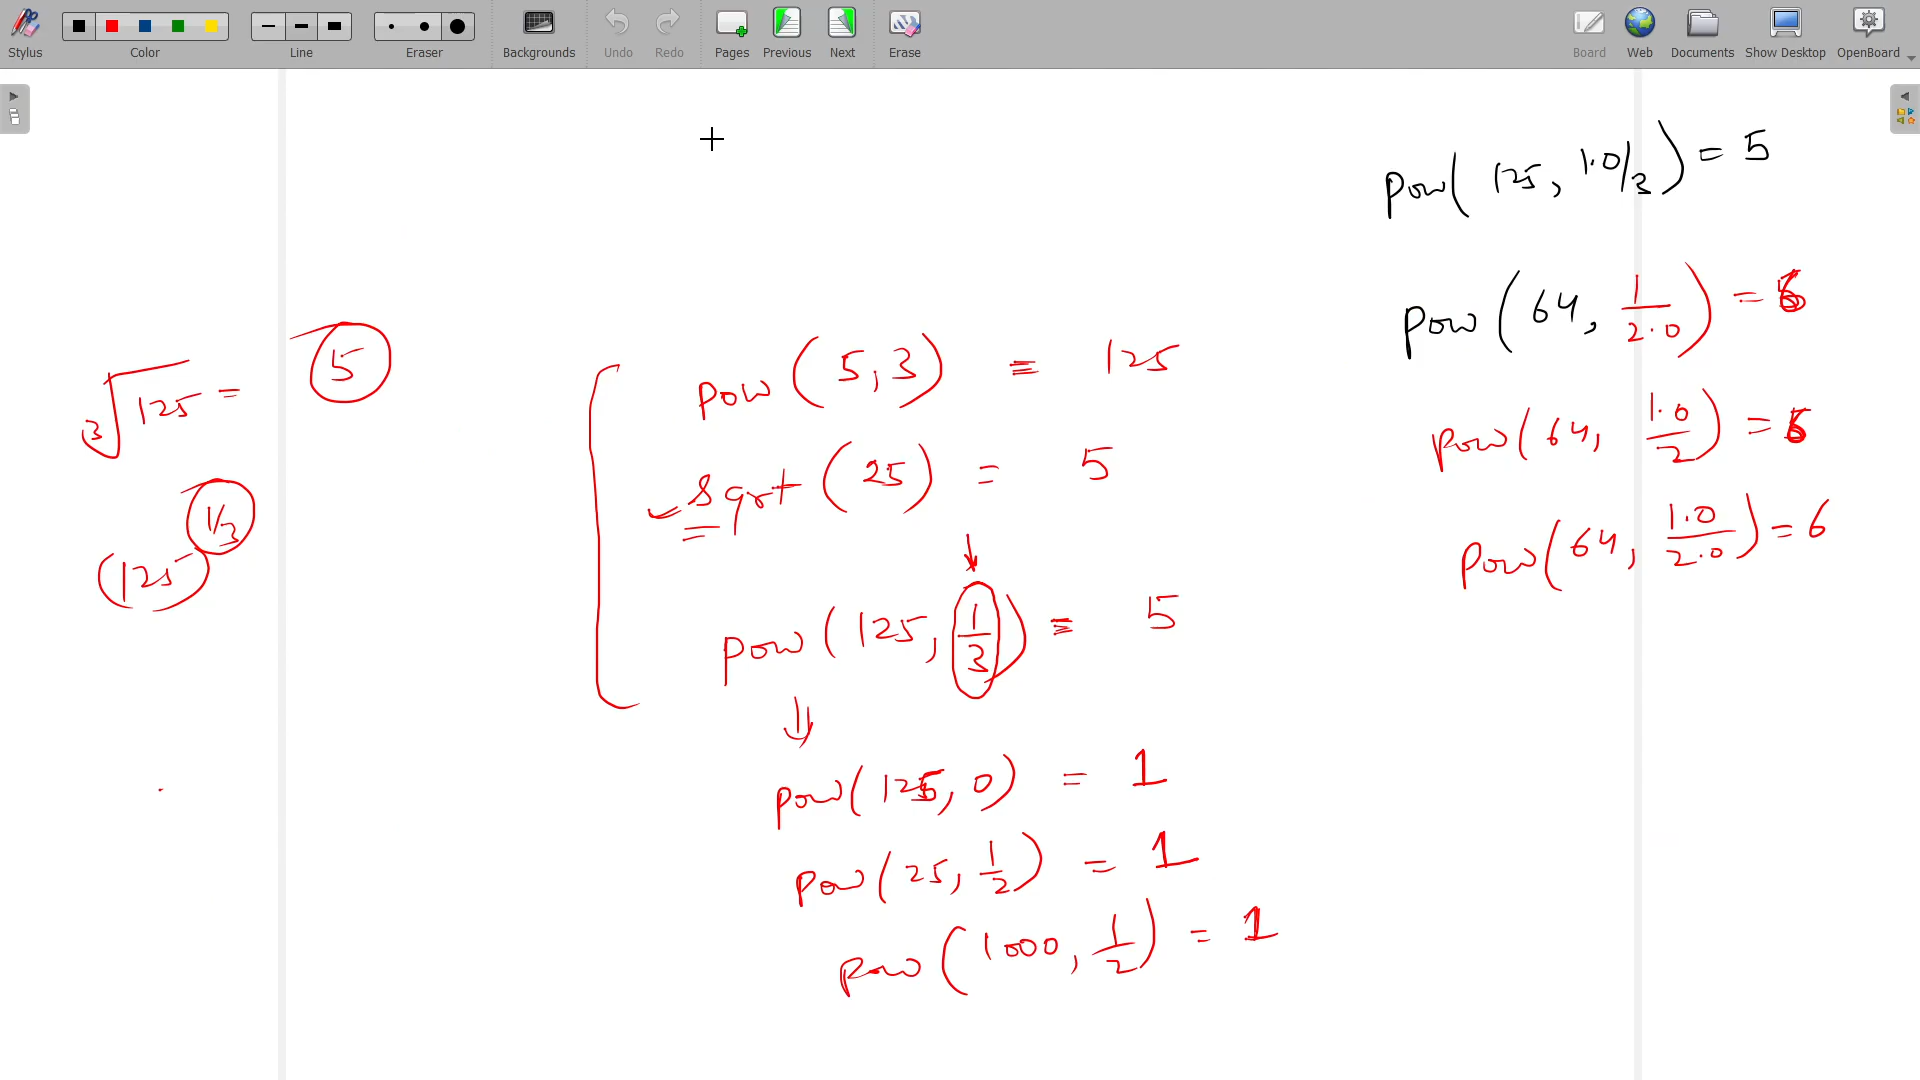 Stylus Color Line Eraser Backgrounds Undo Redo Pages Previous Next Erase Board Web Documents Show Desktop OpenBoard
pow(125, 1.0/3) = 5
pow(64, 1/2.0) = 6
pow(64, 1.0/2) = 6
pow(64, 1.0/2.0) = 6
3√125 = 5
(125)1/3
pow(5,3) = 125
sqrt(25) = 5
pow(125, 1/3) = 5
pow(125, 0) = 1
pow(25, 1/2) = 1
pow(1000, 1/2) = 1